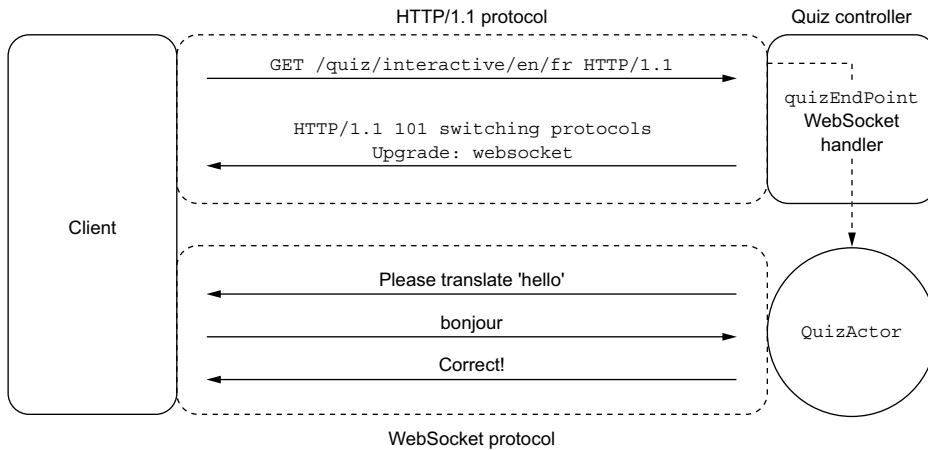 HTTP/1.1 protocol
Quiz controller
GET /quiz/interactive/en/fr HTTP/1.1
quizEndPoint
WebSocket
handler
HTTP/1.1 101 switching protocols
Upgrade: websocket
Client
Please translate 'hello'
bonjour
QuizActor
Correct!
WebSocket protocol